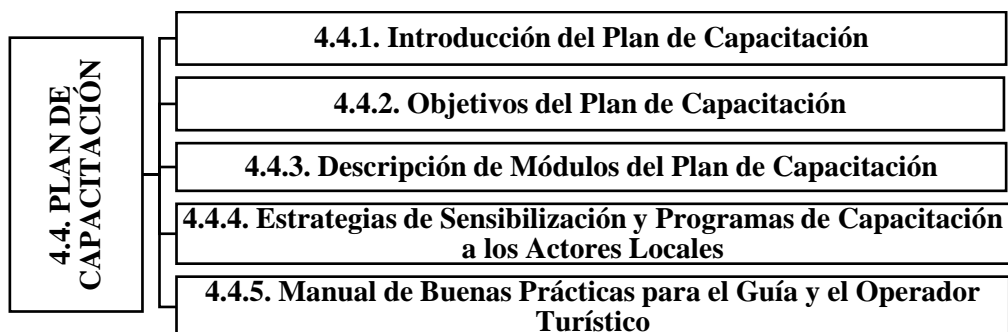 4.4. PLAN DE
CAPACITACIÓN
4.4.1. Introducción del Plan de Capacitación
4.4.2. Objetivos del Plan de Capacitación
4.4.3. Descripción de Módulos del Plan de Capacitación
4.4.4. Estrategias de Sensibilización y Programas de Capacitación
a los Actores Locales
4.4.5. Manual de Buenas Prácticas para el Guía y el Operador
Turístico